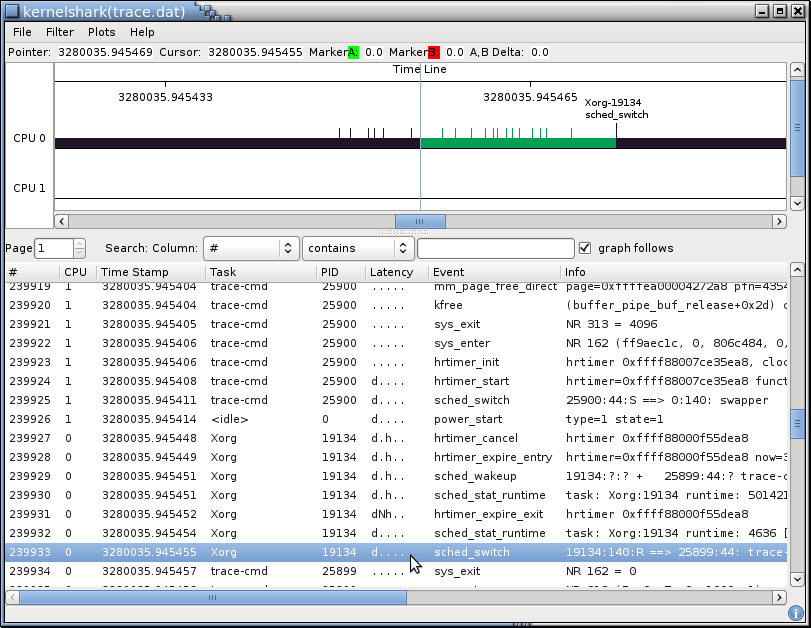 kernelshark(trace.dat)
File Filter Plots Help
Pointer: 3280035.945469 Cursor: 3280035.945455 Marker A: 0.0 Marker B: 0.0 A,B Delta: 0.0
Time Line
3280035.945433 3280035.945465
Xorg-19134
sched_switch
CPU 0
CPU 1
Page 1 Search: Column: # contains graph follows
# CPU Time Stamp Task PID Latency Event Info
239919 1 3280035.945404 trace-cmd 25900 ..... mm_page_free_direct page=0xffffea00004272a8 pfn=4354
239920 1 3280035.945404 trace-cmd 25900 ..... kfree (buffer_pipe_buf_release+0x2d)
239921 1 3280035.945405 trace-cmd 25900 ..... sys_exit NR 313 = 4096
239922 1 3280035.945406 trace-cmd 25900 ..... sys_enter NR 162 (ff9aec1c, 0, 806c484, 0,
239923 1 3280035.945406 trace-cmd 25900 ..... hrtimer_init hrtimer 0xffff88007ce35ea8, cloc
239924 1 3280035.945408 trace-cmd 25900 d.... hrtimer_start hrtimer=0xffff88007ce35ea8 funct
239925 1 3280035.945411 trace-cmd 25900 d.... sched_switch 25900:44:S ==> 0:140: swapper
239926 1 3280035.945414 <idle> 0 d.... power_start type=1 state=1
239927 0 3280035.945448 Xorg 19134 d.h.. hrtimer_cancel hrtimer 0xffff88000f55dea8
239928 0 3280035.945449 Xorg 19134 d.h.. hrtimer_expire_entry hrtimer 0xffff88000f55dea8 now=3
239929 0 3280035.945451 Xorg 19134 d.h.. sched_wakeup 19134:?:? + 25899:44:? trace-c
239930 0 3280035.945451 Xorg 19134 d.h.. sched_stat_runtime task: Xorg:19134 runtime: 501421
239931 0 3280035.945452 Xorg 19134 dNh.. hrtimer_expire_exit hrtimer 0xffff88000f55dea8
239932 0 3280035.945454 Xorg 19134 d.... sched_stat_runtime task: Xorg:19134 runtime: 4636 [
239933 0 3280035.945455 Xorg 19134 d.... sched_switch 19134:140:R ==> 25899:44: trace-
239934 0 3280035.945457 trace-cmd 25899 ..... sys_exit NR 162 = 0